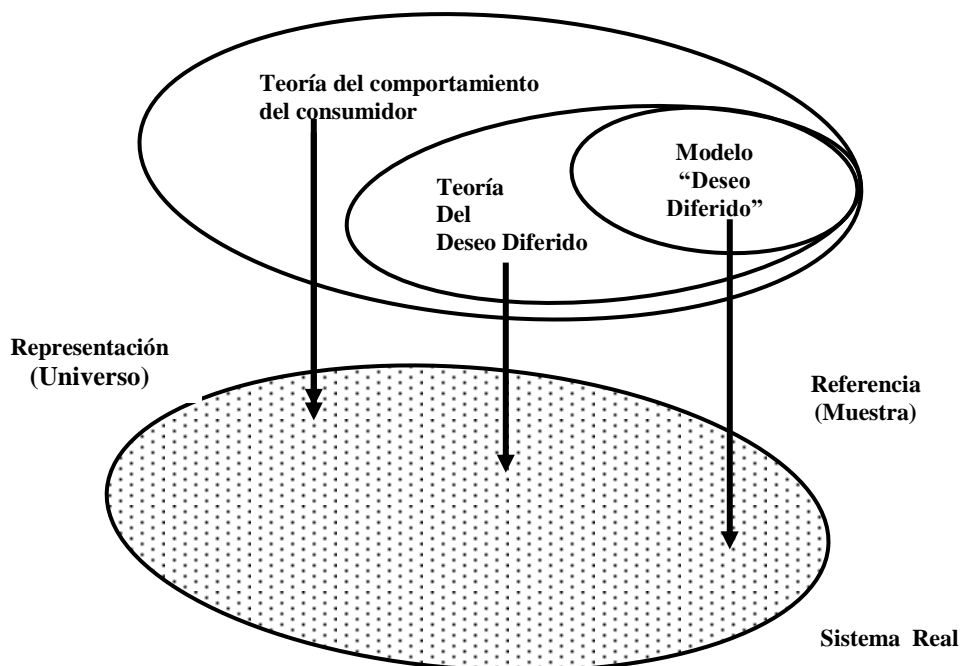 Teoría del comportamiento
del consumidor
Modelo
“Deseo
Diferido”
Teoría
Del
Deseo Diferido
Representación
(Universo)
Referencia
(Muestra)
Sistema Real